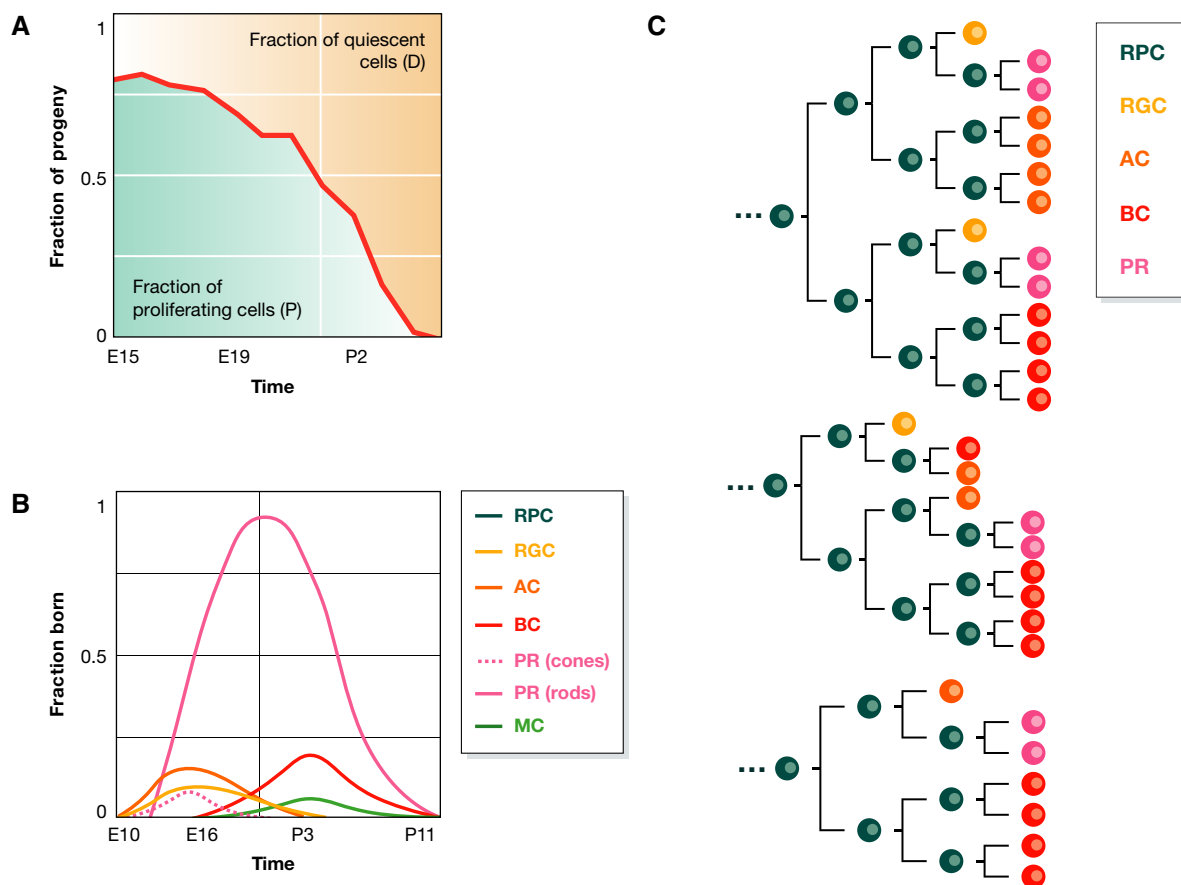 A
1
Fraction of quiescent
cells (D)
Fraction of progeny
0.5
Fraction of
proliferating cells (P)
0
E15
E19
P2
Time
B
1
Fraction born
0.5
0
E10
E16
P3
P11
Time
RPC
RGC
AC
BC
PR (cones)
PR (rods)
MC
C
...
...
...
RPC
RGC
AC
BC
PR